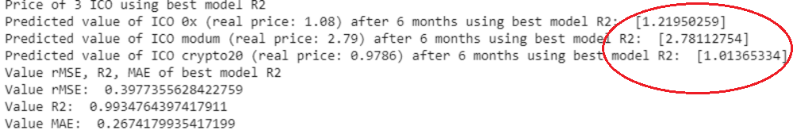 Price of 3 ICO using best model R2
Predicted value of ICO 0x (real price: 1.08) after 6 months using best model R2:  [1.21950259]
Predicted value of ICO modum (real price: 2.79) after 6 months using best model R2:  [2.78112754]
Predicted value of ICO crypto20 (real price: 0.9786) after 6 months using best model R2:  [1.01365334]
Value rMSE, R2, MAE of best model R2
Value rMSE:  0.3977355628422759
Value R2:  0.9934764397417911
Value MAE:  0.2674179935417199